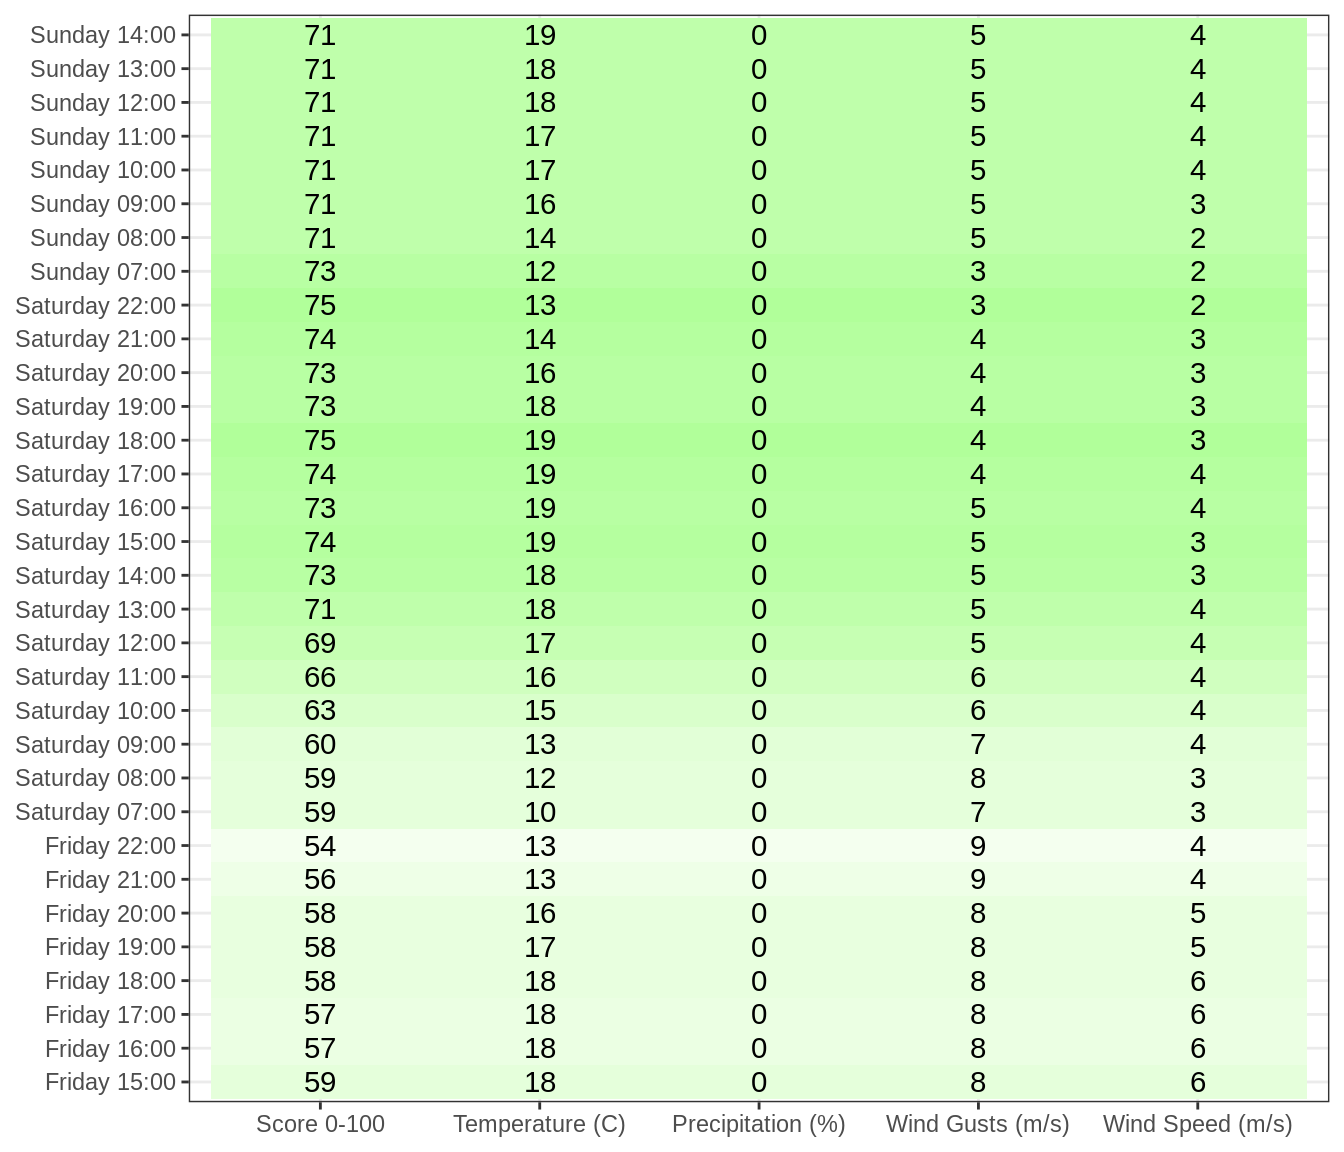 Sunday 14:00 71 19 0 5 4
Sunday 13:00 71 18 0 5 4
Sunday 12:00 71 18 0 5 4
Sunday 11:00 71 17 0 5 4
Sunday 10:00 71 17 0 5 4
Sunday 09:00 71 16 0 5 3
Sunday 08:00 71 14 0 5 2
Sunday 07:00 73 12 0 3 2
Saturday 22:00 75 13 0 3 2
Saturday 21:00 74 14 0 4 3
Saturday 20:00 73 16 0 4 3
Saturday 19:00 73 18 0 4 3
Saturday 18:00 75 19 0 4 3
Saturday 17:00 74 19 0 4 4
Saturday 16:00 73 19 0 5 4
Saturday 15:00 74 19 0 5 3
Saturday 14:00 73 18 0 5 3
Saturday 13:00 71 18 0 5 4
Saturday 12:00 69 17 0 5 4
Saturday 11:00 66 16 0 6 4
Saturday 10:00 63 15 0 6 4
Saturday 09:00 60 13 0 7 4
Saturday 08:00 59 12 0 8 3
Saturday 07:00 59 10 0 7 3
Friday 22:00 54 13 0 9 4
Friday 21:00 56 13 0 9 4
Friday 20:00 58 16 0 8 5
Friday 19:00 58 17 0 8 5
Friday 18:00 58 18 0 8 6
Friday 17:00 57 18 0 8 6
Friday 16:00 57 18 0 8 6
Friday 15:00 59 18 0 8 6
Score 0-100 Temperature (C) Precipitation (%) Wind Gusts (m/s) Wind Speed (m/s)